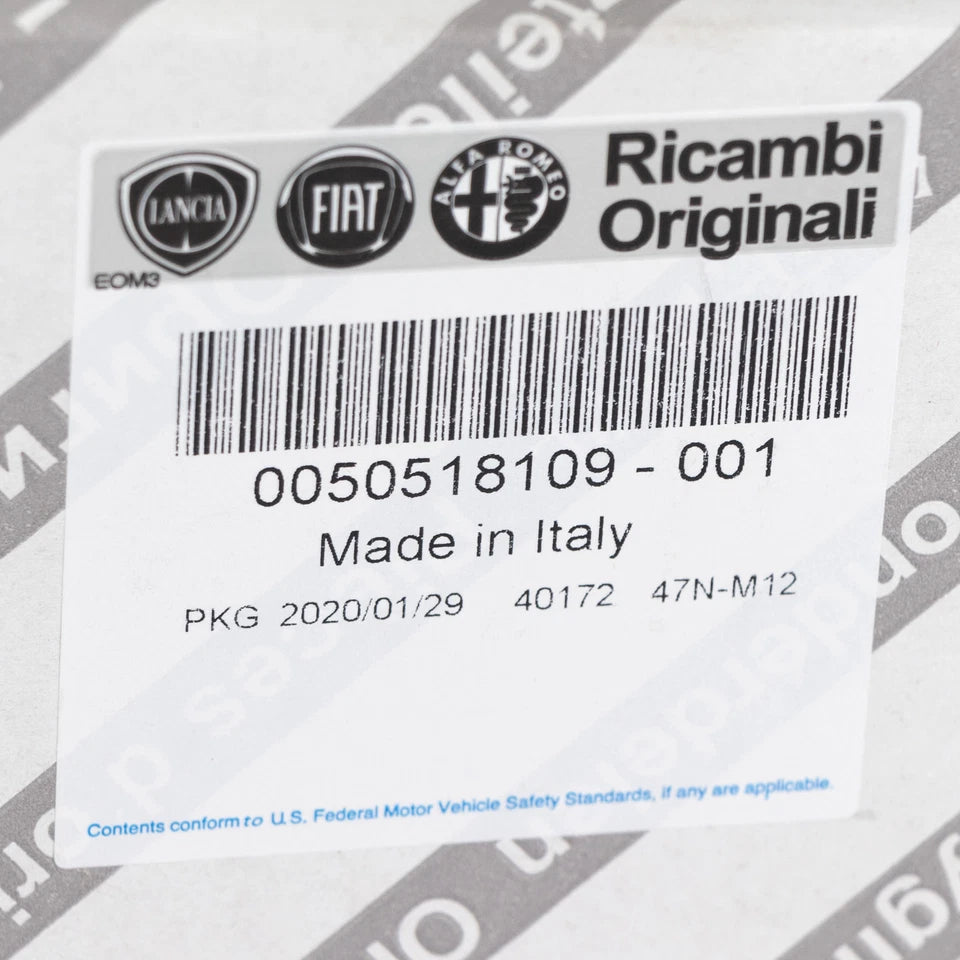 LANCIA
FIAT
ALFA ROMEO
Ricambi
Originali
EOM3
0050518109 - 001
Made in Italy
PKG 2020/01/29 40172 47N-M12
Contents conform to U.S. Federal Motor Vehicle Safety Standards, if any are applicable.